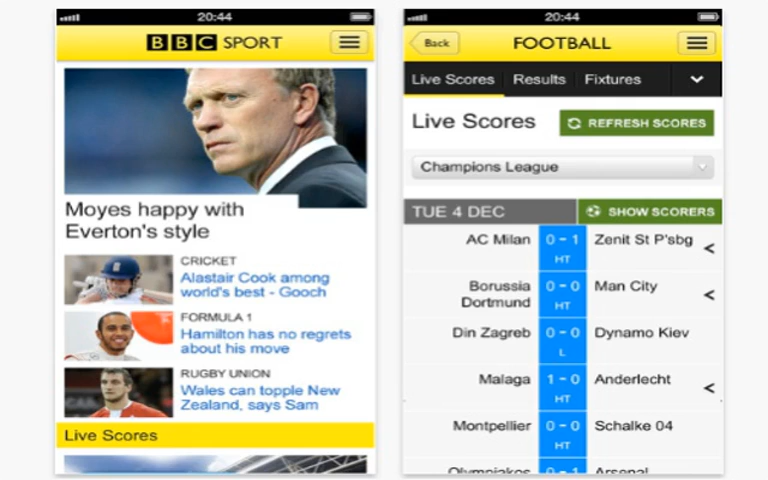 20:44
BBC SPORT
Moyes happy with
Everton's style
CRICKET
Alastair Cook among
world's best - Gooch
FORMULA 1
Hamilton has no regrets
about his move
RUGBY UNION
Wales can topple New
Zealand, says Sam
Live Scores
20:44
Back FOOTBALL
Live Scores Results Fixtures
Live Scores REFRESH SCORES
Champions League
TUE 4 DEC SHOW SCORERS
AC Milan 0 - 1 Zenit St P'sbg
HT
Borussia Dortmund 0 - 0 Man City
HT
Din Zagreb 0 - 0 Dynamo Kiev
L
Malaga 1 - 0 Anderlecht
HT
Montpellier 0 - 0 Schalke 04
HT
Olympiakos 0 - 1 Arsenal